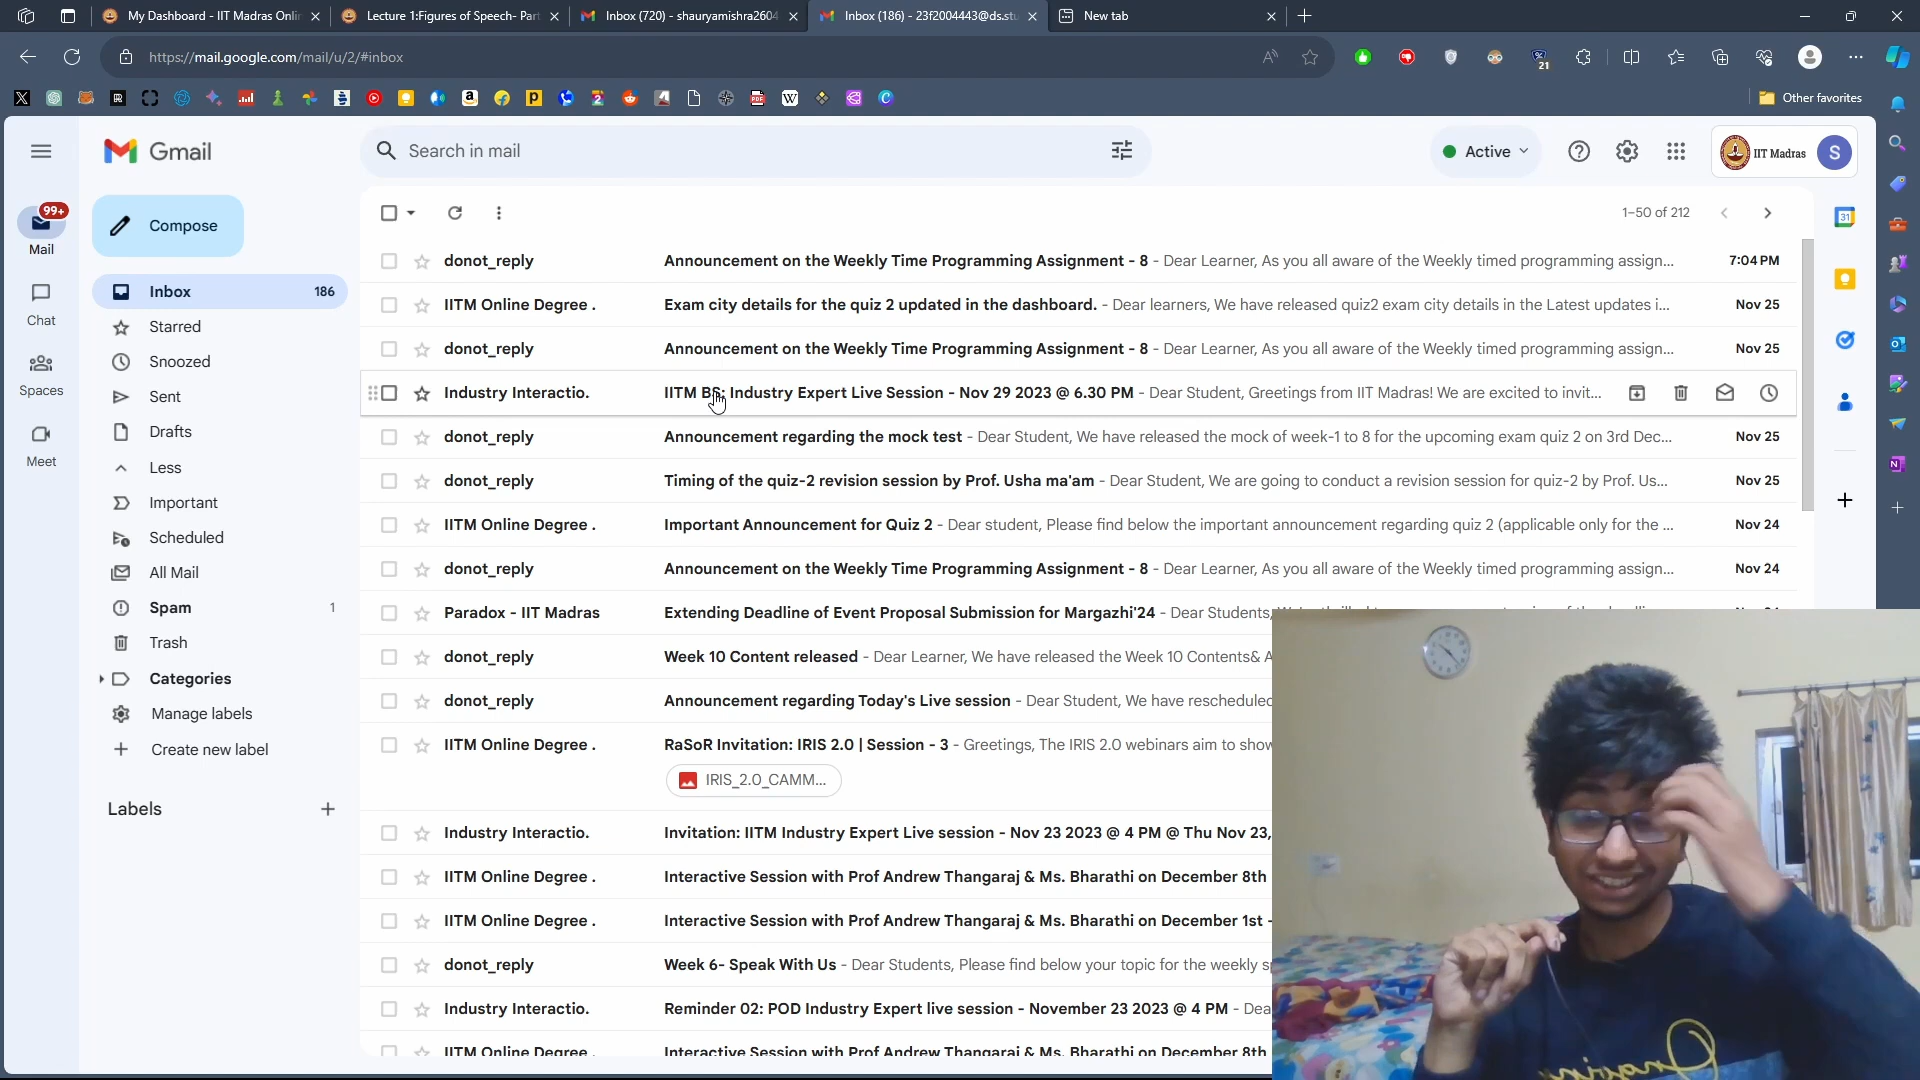 My Dashboard - IIT Madras Onli
Lecture 1:Figures of Speech- Part
Inbox (720) - shauryamishra2604
Inbox (186) - 23f2004443@ds.stu
New tab
https://mail.google.com/mail/u/2/#inbox
21
Other favorites
Gmail
Search in mail
Active
IIT Madras
S
99+
Mail
Chat
Spaces
Meet
Compose
Inbox 186
Starred
Snoozed
Sent
Drafts
Less
Important
Scheduled
All Mail
Spam 1
Trash
Categories
Manage labels
Create new label
Labels
1–50 of 212
donot_reply Announcement on the Weekly Time Programming Assignment - 8 - Dear Learner, As you all aware of the Weekly timed programming assign... 7:04 PM
IITM Online Degree . Exam city details for the quiz 2 updated in the dashboard. - Dear learners, We have released quiz2 exam city details in the Latest updates i... Nov 25
donot_reply Announcement on the Weekly Time Programming Assignment - 8 - Dear Learner, As you all aware of the Weekly timed programming assign... Nov 25
Industry Interactio. IITM BS: Industry Expert Live Session - Nov 29 2023 @ 6.30 PM - Dear Student, Greetings from IIT Madras! We are excited to invit...
donot_reply Announcement regarding the mock test - Dear Student, We have released the mock of week-1 to 8 for the upcoming exam quiz 2 on 3rd Dec... Nov 25
donot_reply Timing of the quiz-2 revision session by Prof. Usha ma'am - Dear Student, We are going to conduct a revision session for quiz-2 by Prof. Us... Nov 25
IITM Online Degree . Important Announcement for Quiz 2 - Dear student, Please find below the important announcement regarding quiz 2 (applicable only for the ... Nov 24
donot_reply Announcement on the Weekly Time Programming Assignment - 8 - Dear Learner, As you all aware of the Weekly timed programming assign... Nov 24
Paradox - IIT Madras Extending Deadline of Event Proposal Submission for Margazhi'24 - Dear Students,
donot_reply Week 10 Content released - Dear Learner, We have released the Week 10 Contents& A
donot_reply Announcement regarding Today's Live session - Dear Student, We have rescheduled
IITM Online Degree . RaSoR Invitation: IRIS 2.0 | Session - 3 - Greetings, The IRIS 2.0 webinars aim to show
IRIS_2.0_CAMM...
Industry Interactio. Invitation: IITM Industry Expert Live session - Nov 23 2023 @ 4 PM @ Thu Nov 23,
IITM Online Degree . Interactive Session with Prof Andrew Thangaraj & Ms. Bharathi on December 8th
IITM Online Degree . Interactive Session with Prof Andrew Thangaraj & Ms. Bharathi on December 1st -
donot_reply Week 6- Speak With Us - Dear Students, Please find below your topic for the weekly s
Industry Interactio. Reminder 02: POD Industry Expert live session - November 23 2023 @ 4 PM - Dea
IITM Online Degree . Interactive Session with Prof Andrew Thangaraj & Ms. Bharathi on December 8th